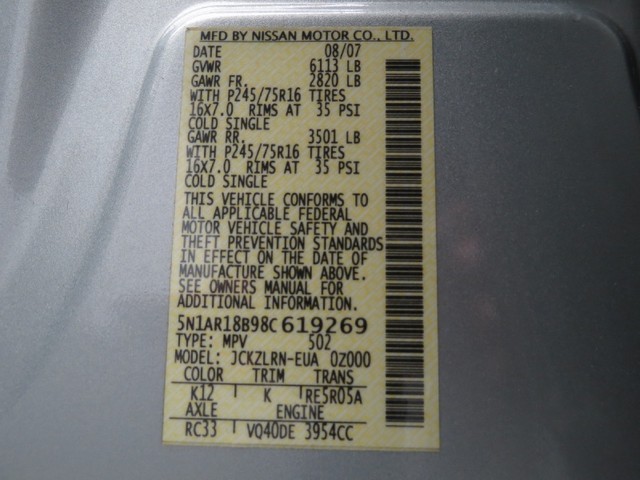 MFD BY NISSAN MOTOR CO., LTD.
DATE 08/07
GVWR 6113 LB
GAWR FR. 2820 LB
WITH P245/75R16 TIRES
16X7.0 RIMS AT 35 PSI
COLD SINGLE
GAWR RR. 3501 LB
WITH P245/75R16 TIRES
16X7.0 RIMS AT 35 PSI
COLD SINGLE
THIS VEHICLE CONFORMS TO
ALL APPLICABLE FEDERAL
MOTOR VEHICLE SAFETY AND
THEFT PREVENTION STANDARDS
IN EFFECT ON THE DATE OF
MANUFACTURE SHOWN ABOVE.
SEE OWNERS MANUAL FOR
ADDITIONAL INFORMATION.
5N1AR18B98C619269
TYPE: MPV 502
MODEL: JCKZLRN-EUA 0Z000
COLOR TRIM TRANS
K12 K RE5R05A
AXLE ENGINE
RC33 VQ40DE 3954CC